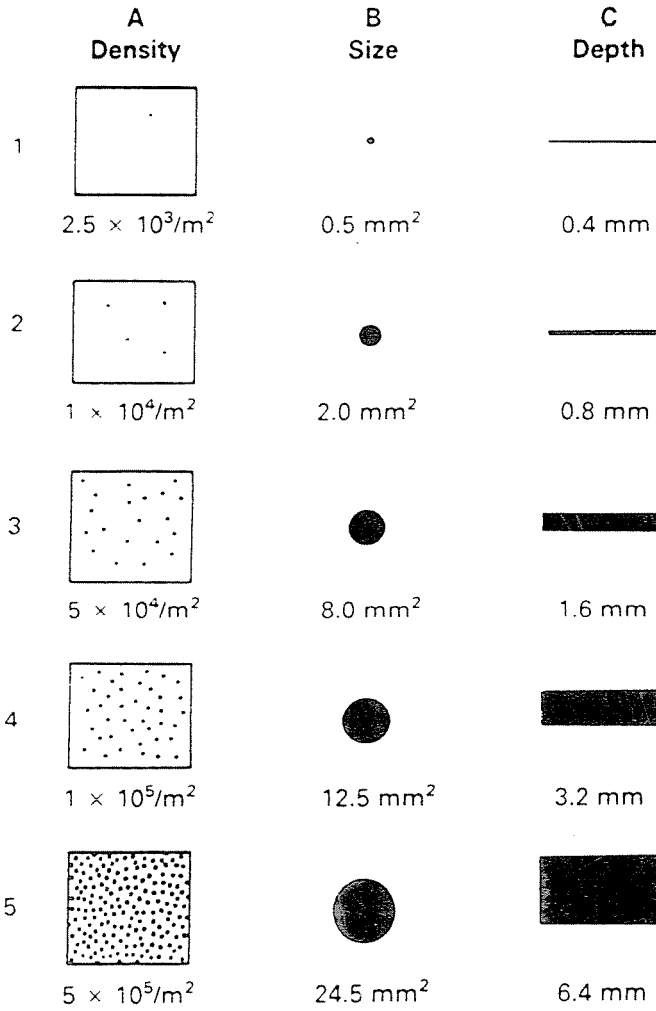 A B C
Density Size Depth
1
2.5 × 10³/m² 0.5 mm² 0.4 mm
2
1 × 10⁴/m² 2.0 mm² 0.8 mm
3
5 × 10⁴/m² 8.0 mm² 1.6 mm
4
1 × 10⁵/m² 12.5 mm² 3.2 mm
5
5 × 10⁵/m² 24.5 mm² 6.4 mm